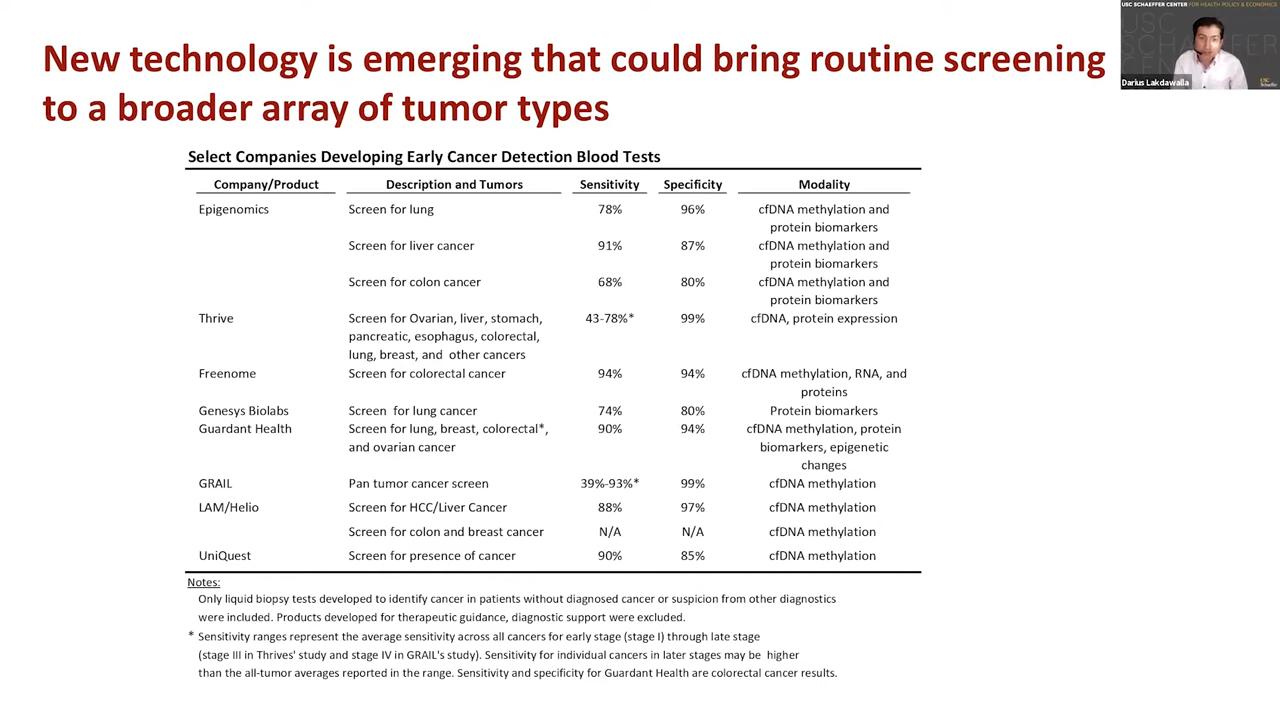 USC SCHAEFFER CENTER FOR HEALTH POLICY & ECONOMICS
USC
SCHAEFFER
Darius Lakdawalla
USC Schaeffer
New technology is emerging that could bring routine screening
to a broader array of tumor types
Select Companies Developing Early Cancer Detection Blood Tests
Company/Product Description and Tumors Sensitivity Specificity Modality
Epigenomics Screen for lung 78% 96% cfDNA methylation and
protein biomarkers
Screen for liver cancer 91% 87% cfDNA methylation and
protein biomarkers
Screen for colon cancer 68% 80% cfDNA methylation and
protein biomarkers
Thrive Screen for Ovarian, liver, stomach, 43-78%* 99% cfDNA, protein expression
pancreatic, esophagus, colorectal,
lung, breast, and other cancers
Freenome Screen for colorectal cancer 94% 94% cfDNA methylation, RNA, and
proteins
Genesys Biolabs Screen for lung cancer 74% 80% Protein biomarkers
Guardant Health Screen for lung, breast, colorectal*, 90% 94% cfDNA methylation, protein
and ovarian cancer biomarkers, epigenetic
changes
GRAIL Pan tumor cancer screen 39%-93%* 99% cfDNA methylation
LAM/Helio Screen for HCC/Liver Cancer 88% 97% cfDNA methylation
Screen for colon and breast cancer N/A N/A cfDNA methylation
UniQuest Screen for presence of cancer 90% 85% cfDNA methylation
Notes:
Only liquid biopsy tests developed to identify cancer in patients without diagnosed cancer or suspicion from other diagnostics
were included. Products developed for therapeutic guidance, diagnostic support were excluded.
* Sensitivity ranges represent the average sensitivity across all cancers for early stage (stage I) through late stage
(stage III in Thrives' study and stage IV in GRAIL's study). Sensitivity for individual cancers in later stages may be higher
than the all-tumor averages reported in the range. Sensitivity and specificity for Guardant Health are colorectal cancer results.